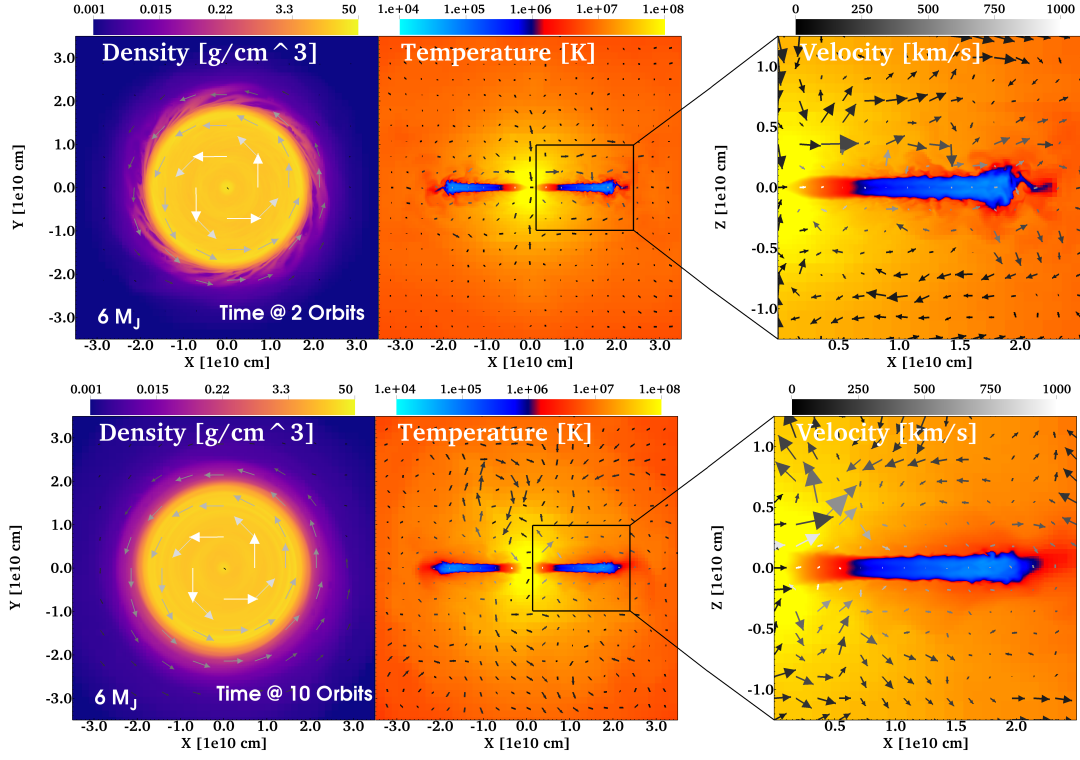 0.001 0.015 0.22 3.3 50
1.e+04 1.e+05 1.e+06 1.e+07 1.e+08
0 250 500 750 1000
Density [g/cm^3]
Temperature [K]
Velocity [km/s]
3.0
2.0
1.0
0.0
-1.0
-2.0
-3.0
Y [1e10 cm]
6 MJ
Time @ 2 Orbits
-3.0 -2.0 -1.0 0.0 1.0 2.0 3.0
X [1e10 cm]
-3.0 -2.0 -1.0 0.0 1.0 2.0 3.0
X [1e10 cm]
1.0
0.5
0.0
-0.5
-1.0
Z [1e10 cm]
0.5 1.0 1.5 2.0
X [1e10 cm]
0.001 0.015 0.22 3.3 50
1.e+04 1.e+05 1.e+06 1.e+07 1.e+08
0 250 500 750 1000
Density [g/cm^3]
Temperature [K]
Velocity [km/s]
3.0
2.0
1.0
0.0
-1.0
-2.0
-3.0
Y [1e10 cm]
6 MJ
Time @ 10 Orbits
-3.0 -2.0 -1.0 0.0 1.0 2.0 3.0
X [1e10 cm]
-3.0 -2.0 -1.0 0.0 1.0 2.0 3.0
X [1e10 cm]
1.0
0.5
0.0
-0.5
-1.0
Z [1e10 cm]
0.5 1.0 1.5 2.0
X [1e10 cm]